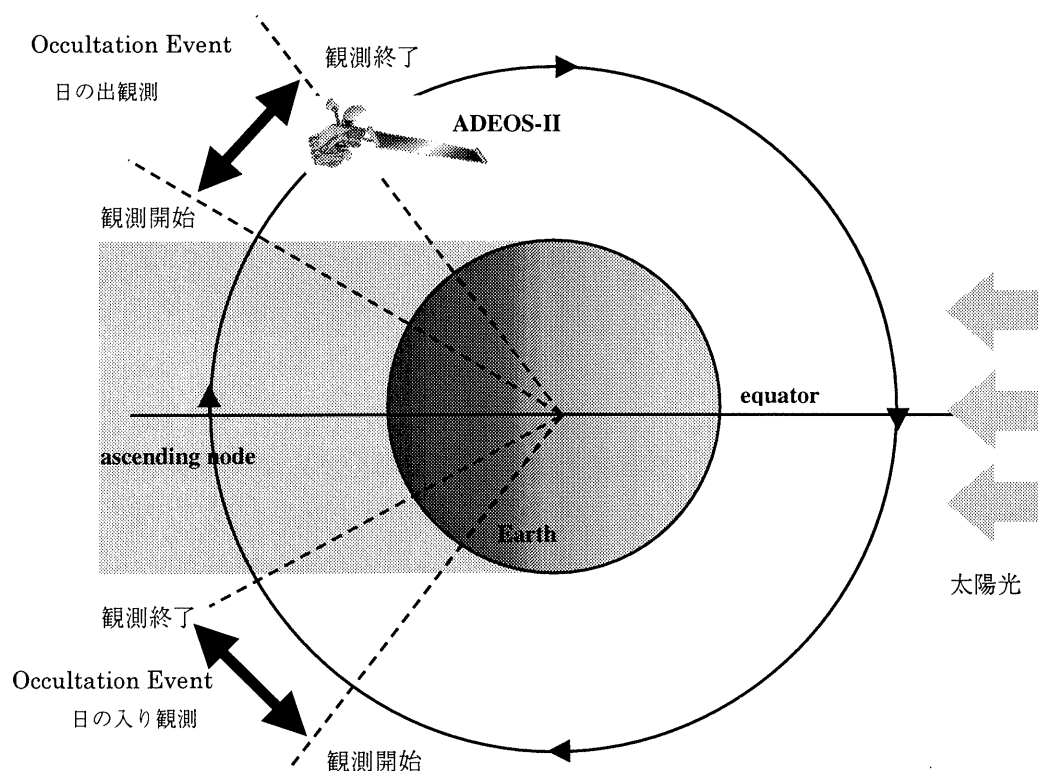 Occultation Event
日の出観測
観測終了
ADEOS-II
観測開始
equator
ascending node
Earth
太陽光
観測終了
Occultation Event
日の入り観測
観測開始